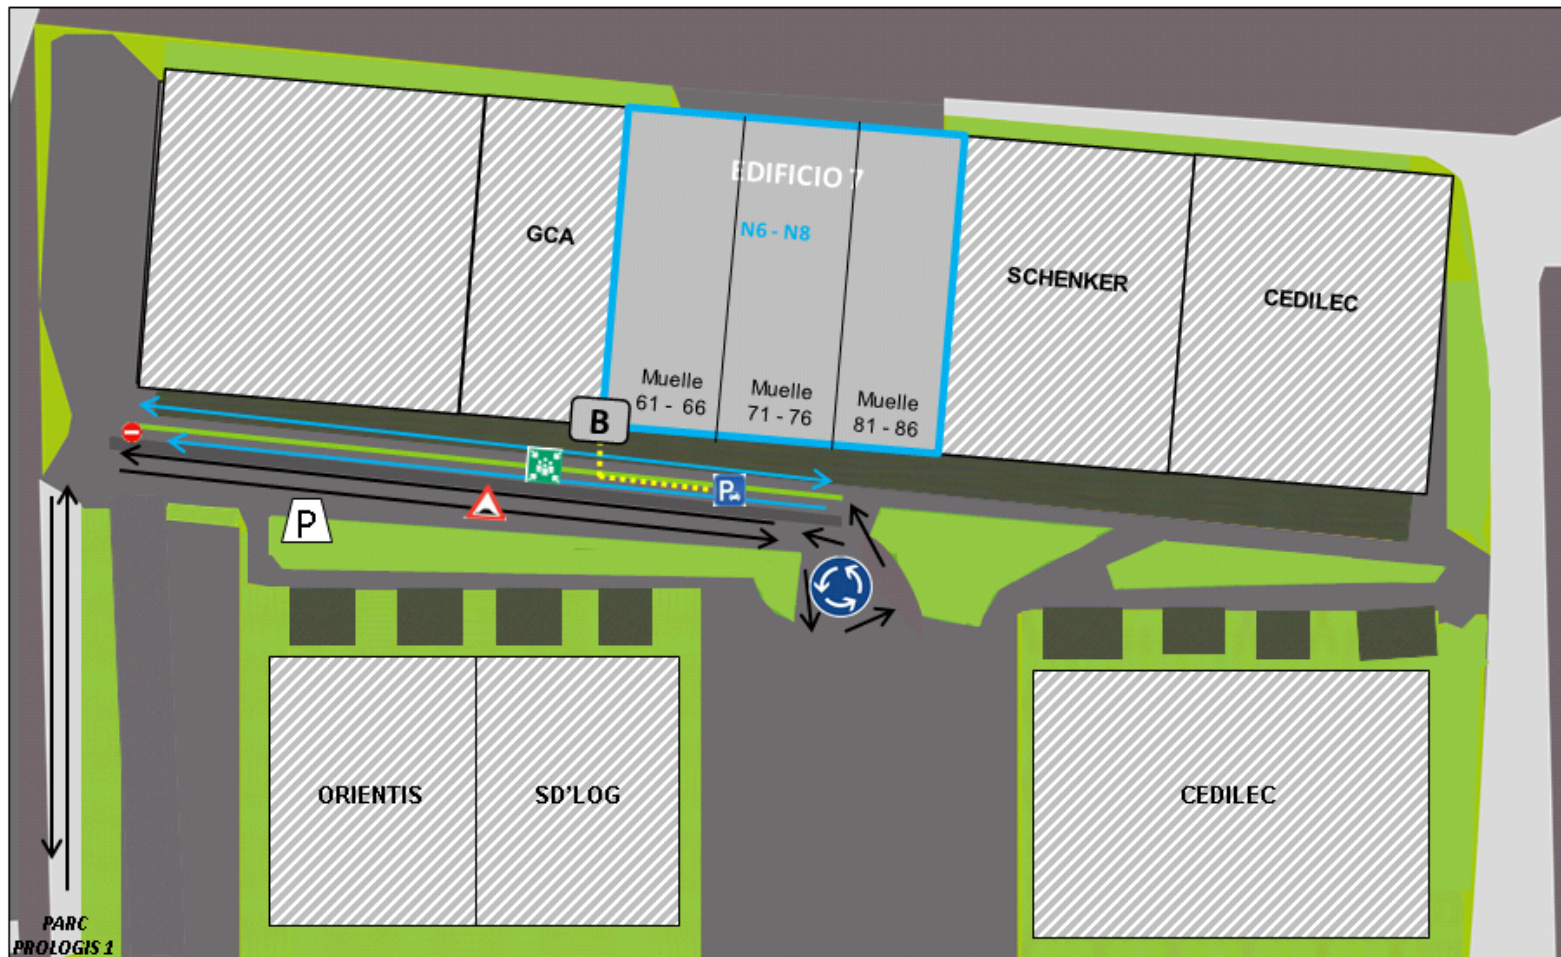 EDIFICIO 7
GCA
N6 - N8
SCHENKER
CEDILEC
Muelle
61 - 66
Muelle
71 - 76
Muelle
81 - 86
B
P
P
ORIENTIS
SD'LOG
CEDILEC
PARC
PROLOGIS 1